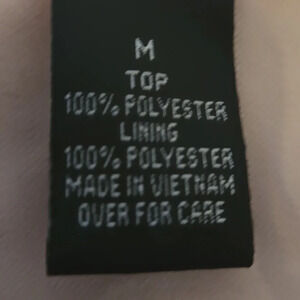 M
TOP
100% POLYESTER
LINING
100% POLYESTER
MADE IN VIETNAM
OVER FOR CARE